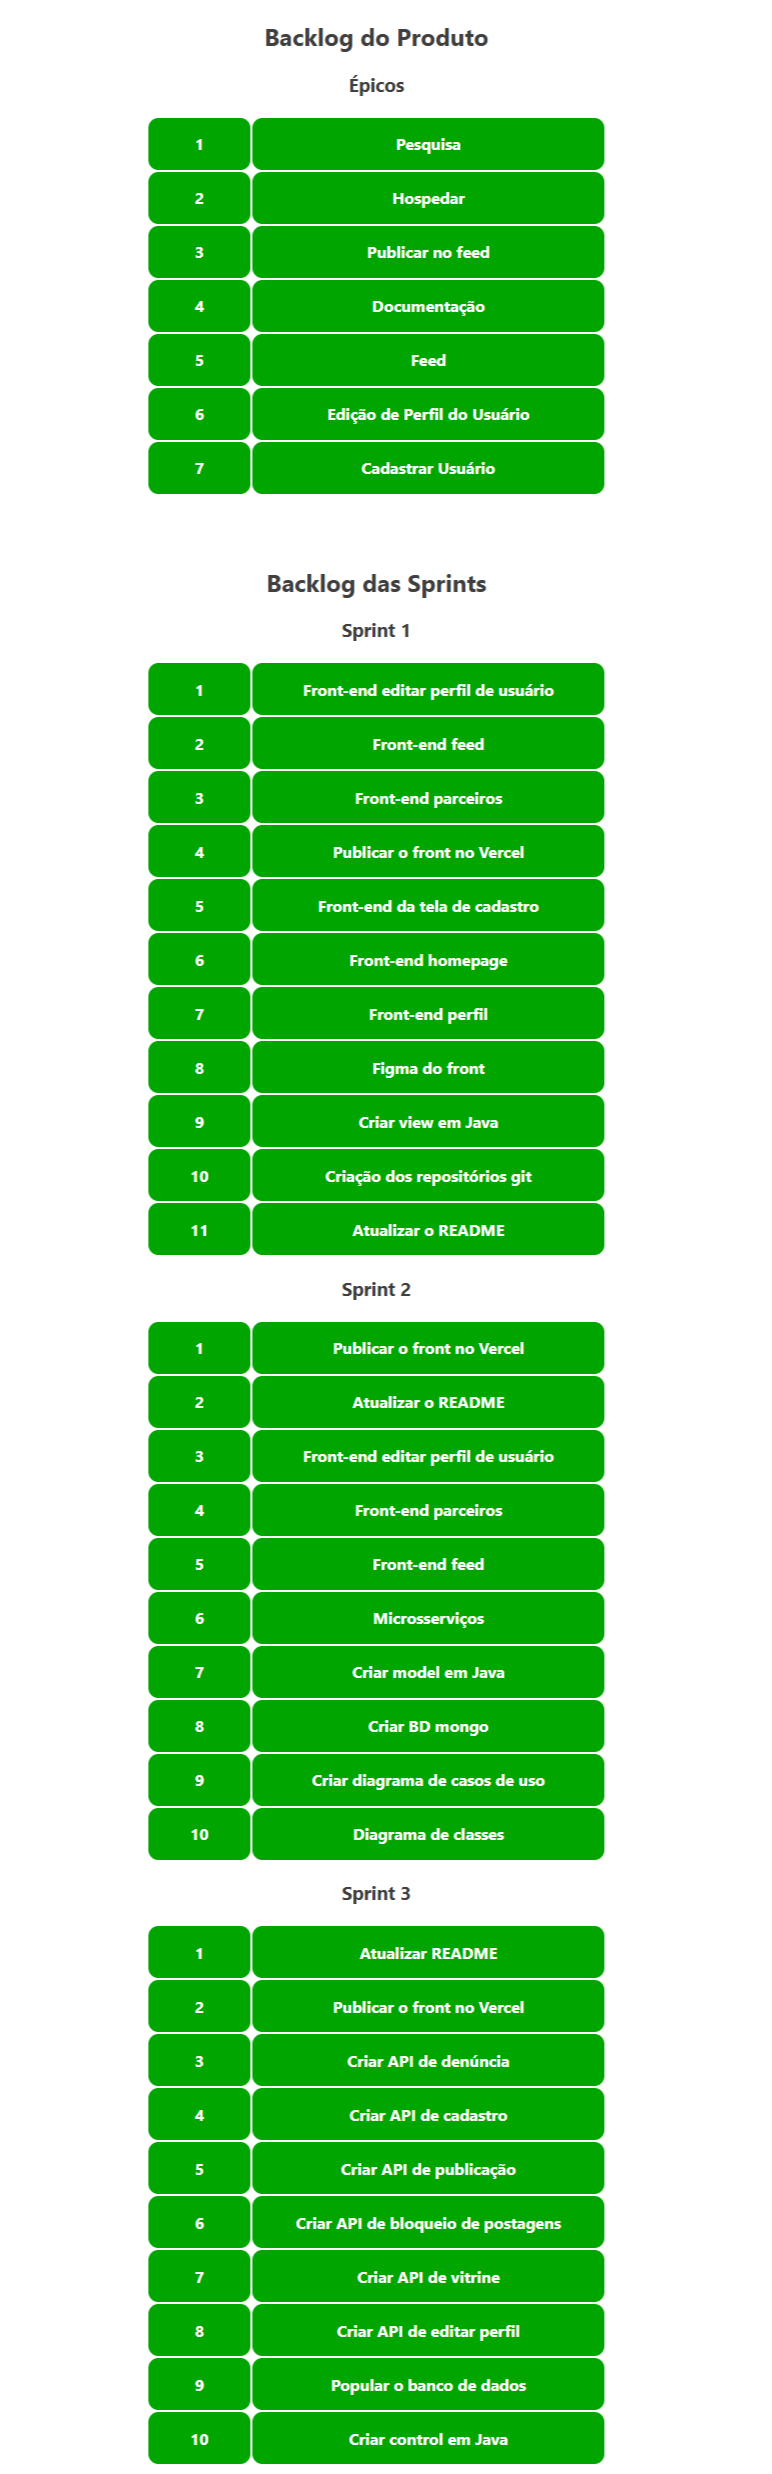 Backlog do Produto
Épicos
1 Pesquisa
2 Hospedar
3 Publicar no feed
4 Documentação
5 Feed
6 Edição de Perfil do Usuário
7 Cadastrar Usuário
Backlog das Sprints
Sprint 1
1 Front-end editar perfil de usuário
2 Front-end feed
3 Front-end parceiros
4 Publicar o front no Vercel
5 Front-end da tela de cadastro
6 Front-end homepage
7 Front-end perfil
8 Figma do front
9 Criar view em Java
10 Criação dos repositórios git
11 Atualizar o README
Sprint 2
1 Publicar o front no Vercel
2 Atualizar o README
3 Front-end editar perfil de usuário
4 Front-end parceiros
5 Front-end feed
6 Microsserviços
7 Criar model em Java
8 Criar BD mongo
9 Criar diagrama de casos de uso
10 Diagrama de classes
Sprint 3
1 Atualizar README
2 Publicar o front no Vercel
3 Criar API de denúncia
4 Criar API de cadastro
5 Criar API de publicação
6 Criar API de bloqueio de postagens
7 Criar API de vitrine
8 Criar API de editar perfil
9 Popular o banco de dados
10 Criar control em Java